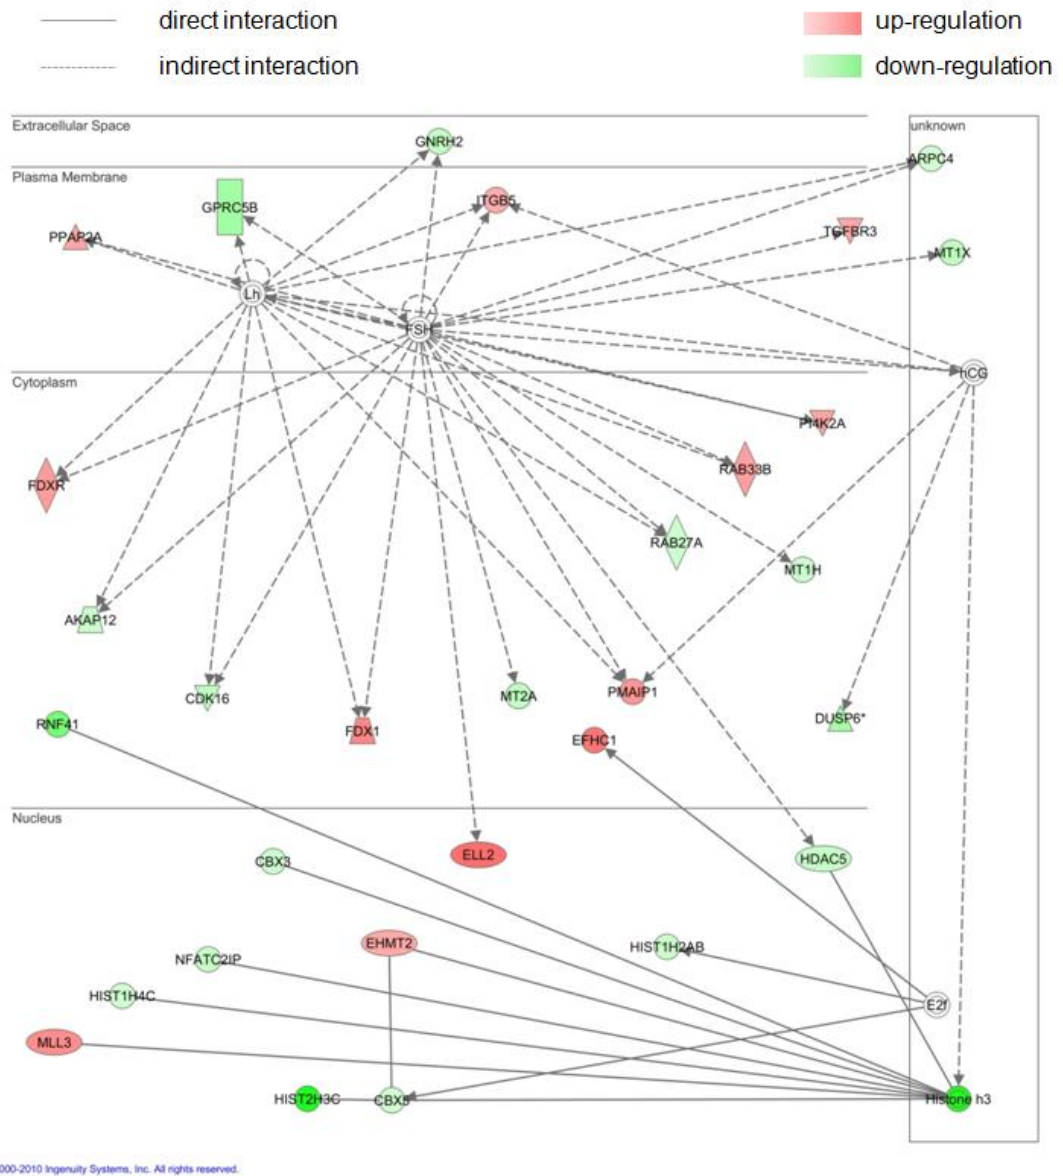 direct interaction
up-regulation
indirect interaction
down-regulation
Extracellular Space
unknown
GNRH2
ARPC4
Plasma Membrane
ITGB5
GPRC5B
PPAP2A
TGFBR3
MT1X
Lh
FSH
hCG
Cytoplasm
PI4K2A
RAB33B
FDXR
RAB27A
MT1H
AKAP12
CDK16
MT2A
PMAIP1
DUSP6*
RNF41
FDX1
EFHC1
Nucleus
CBX3
ELL2
HDAC5
EHMT2
HIST1H2AB
NFATC2IP
HIST1H4C
E2f
MLL3
HIST2H3C
CBX5
Histone h3
000-2010 Ingenuity Systems, Inc. All rights reserved.